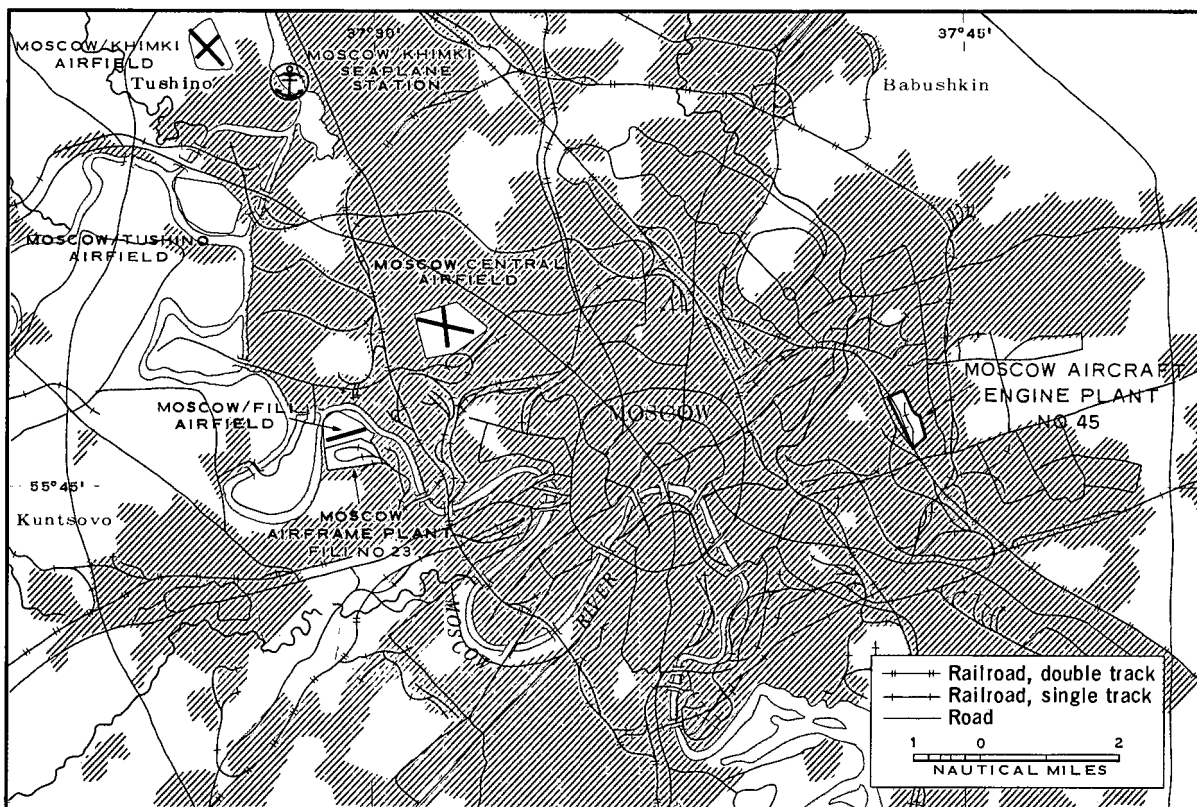 MOSCOW/KHIMKI
AIRFIELD
Tushino
37°30'
MOSCOW/KHIMKI
SEAPLANE
STATION
37°45'
Babushkin
MOSCOW/TUSHINO
AIRFIELD
MOSCOW CENTRAL
AIRFIELD
MOSCOW/FILI
AIRFIELD
MOSCOW
MOSCOW AIRCRAFT
ENGINE PLANT
NO 45
55°45'
Kuntsovo
MOSCOW
AIRFRAME PLANT
FILI NO 23
MOSCOW
RIVER
Railroad, double track
Railroad, single track
Road
1 0 2
NAUTICAL MILES